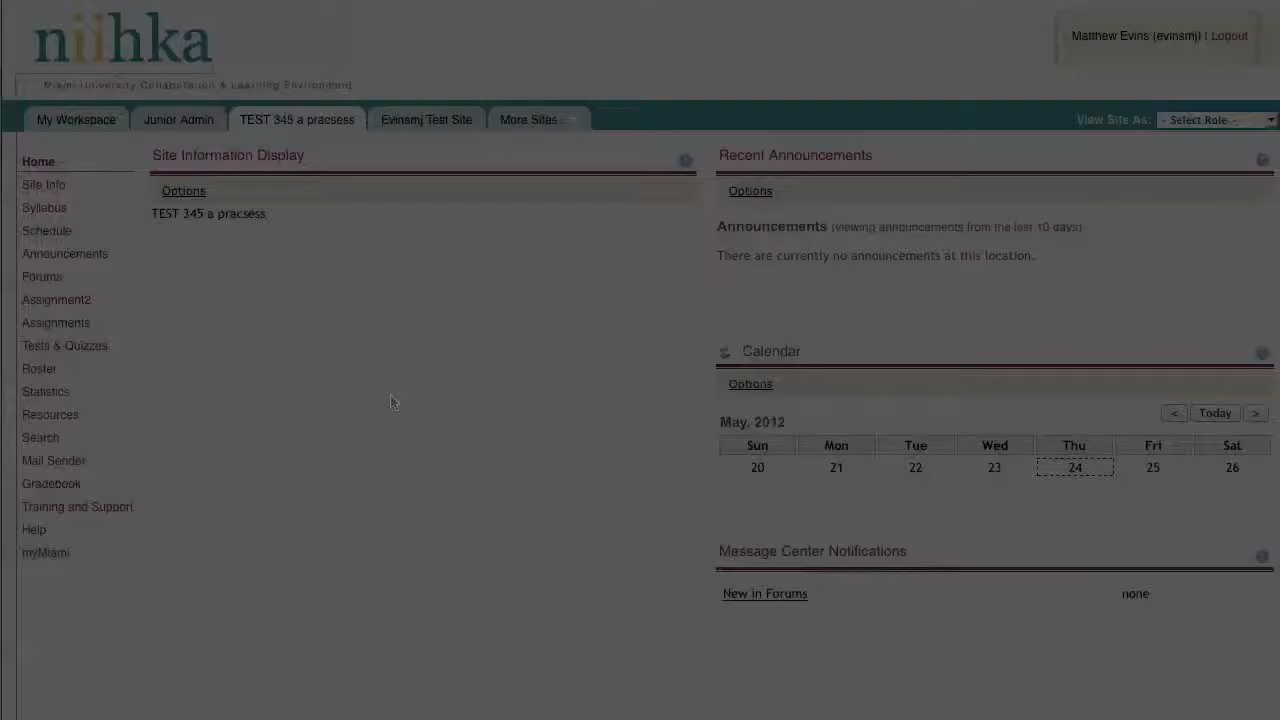 niihka
Miami University Collaboration & Learning Environment
Matthew Evins (evinsmj) | Logout
My Workspace
Junior Admin
TEST 345 a pracsess
Evinsmj Test Site
More Sites
View Site As:
- Select Role -
Home
Site Info
Syllabus
Schedule
Announcements
Forums
Assignment2
Assignments
Tests & Quizzes
Roster
Statistics
Resources
Search
Mail Sender
Gradebook
Training and Support
Help
myMiami
Site Information Display
Options
TEST 345 a pracsess
Recent Announcements
Options
Announcements (viewing announcements from the last 10 days)
There are currently no announcements at this location.
Calendar
Options
May, 2012
< Today >
Sun Mon Tue Wed Thu Fri Sat
20 21 22 23 24 25 26
Message Center Notifications
New in Forums none